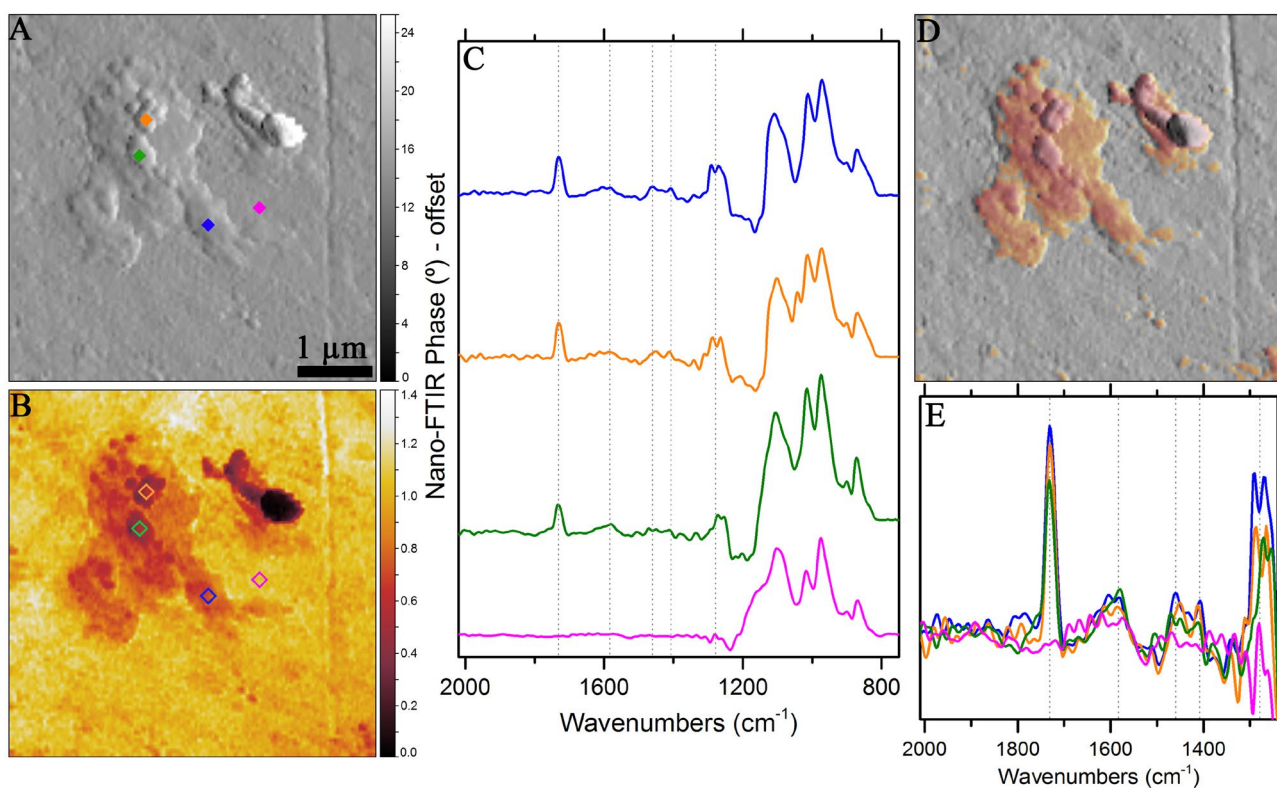 A
24
20
16
12
8
4
0
1 µm
B
1.4
1.2
1.0
0.8
0.6
0.4
0.2
0.0
C
Nano-FTIR Phase (º) - offset
2000 1600 1200 800
Wavenumbers (cm-1)
D
E
2000 1800 1600 1400
Wavenumbers (cm-1)